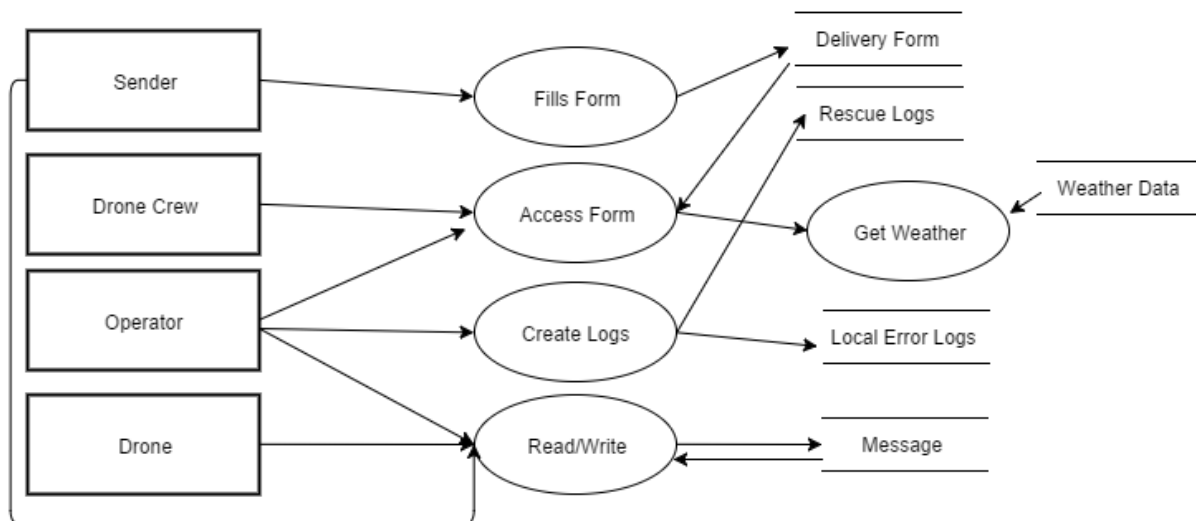 Sender
Fills Form
Delivery Form
Rescue Logs
Drone Crew
Access Form
Get Weather
Weather Data
Operator
Create Logs
Local Error Logs
Drone
Read/Write
Message